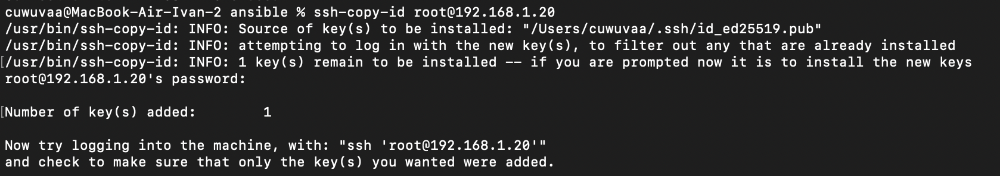 cuwuvaa@MacBook-Air-Ivan-2 ansible % ssh-copy-id root@192.168.1.20
/usr/bin/ssh-copy-id: INFO: Source of key(s) to be installed: "/Users/cuwuvaa/.ssh/id_ed25519.pub"
/usr/bin/ssh-copy-id: INFO: attempting to log in with the new key(s), to filter out any that are already installed
[/usr/bin/ssh-copy-id: INFO: 1 key(s) remain to be installed -- if you are prompted now it is to install the new keys
root@192.168.1.20's password:
[Number of key(s) added:        1
Now try logging into the machine, with: "ssh 'root@192.168.1.20'"
and check to make sure that only the key(s) you wanted were added.